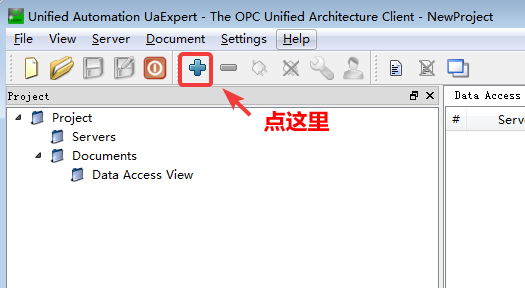 Unified Automation UaExpert - The OPC Unified Architecture Client - NewProject
File View Server Document Settings Help
Project
Data Access
点这里
# Serve
Project
Servers
Documents
Data Access View